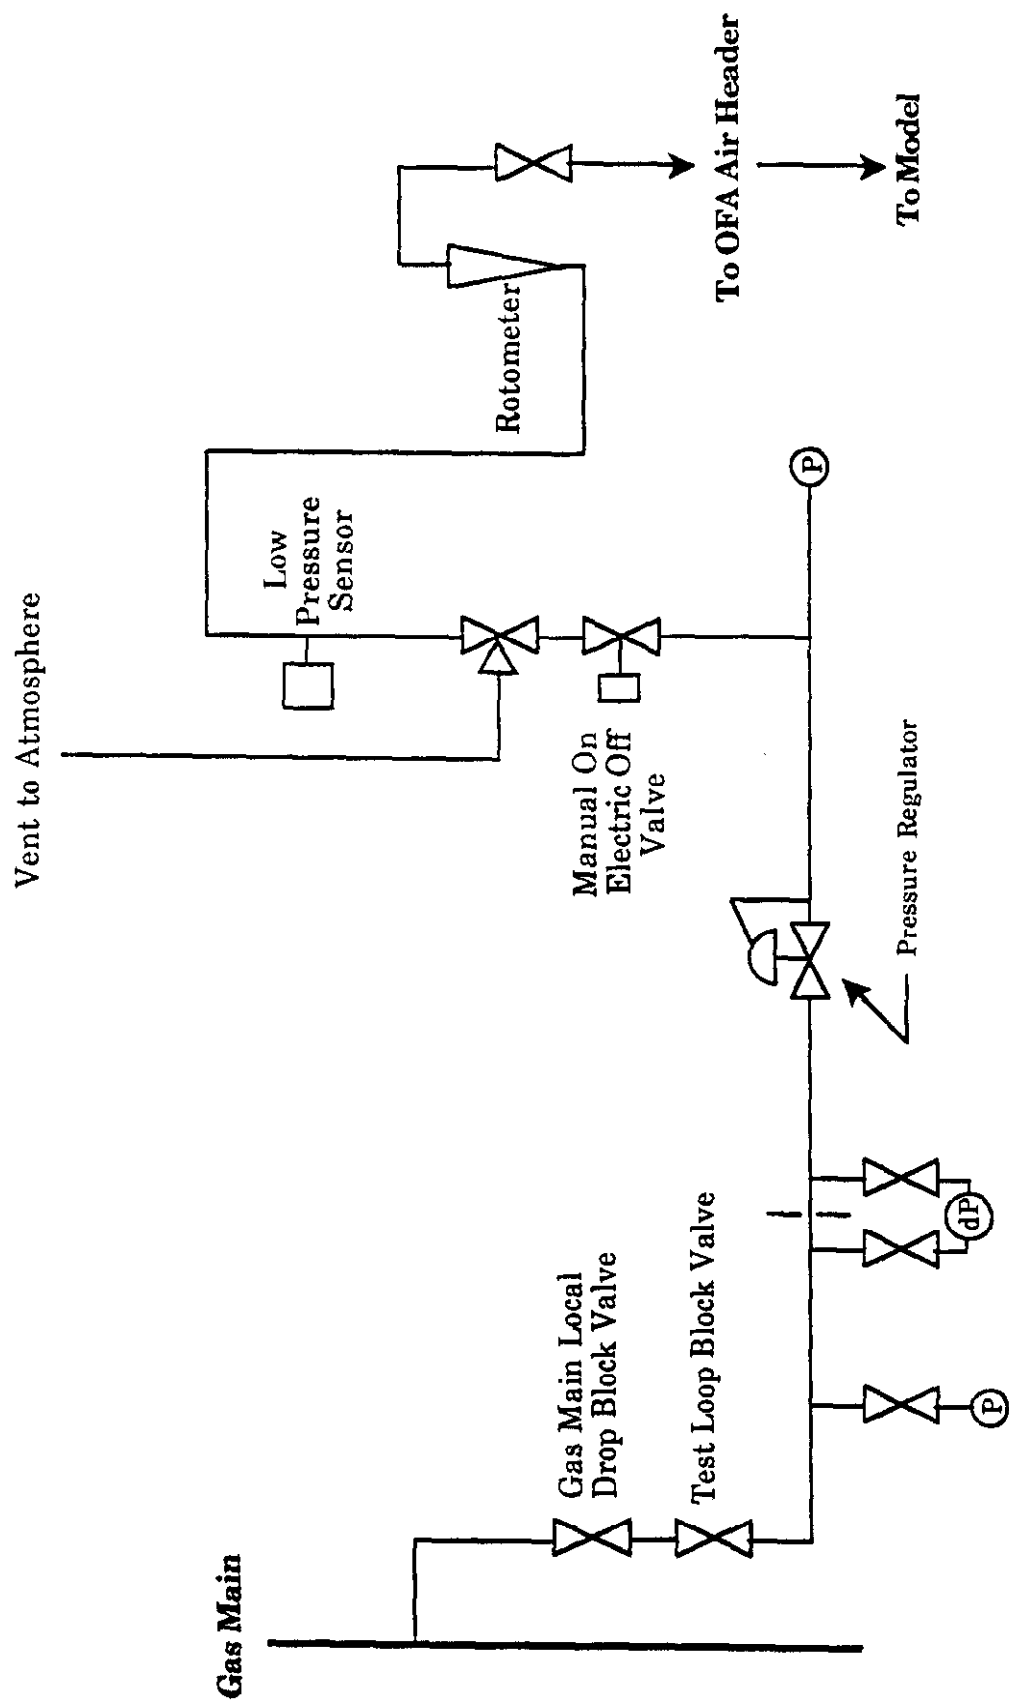 Gas Main
Gas Main Local
Drop Block Valve
Test Loop Block Valve
P
dP
Pressure Regulator
Vent to Atmosphere
Manual On
Electric Off
Valve
Low
Pressure
Sensor
P
Rotometer
To OFA Air Header
To Model